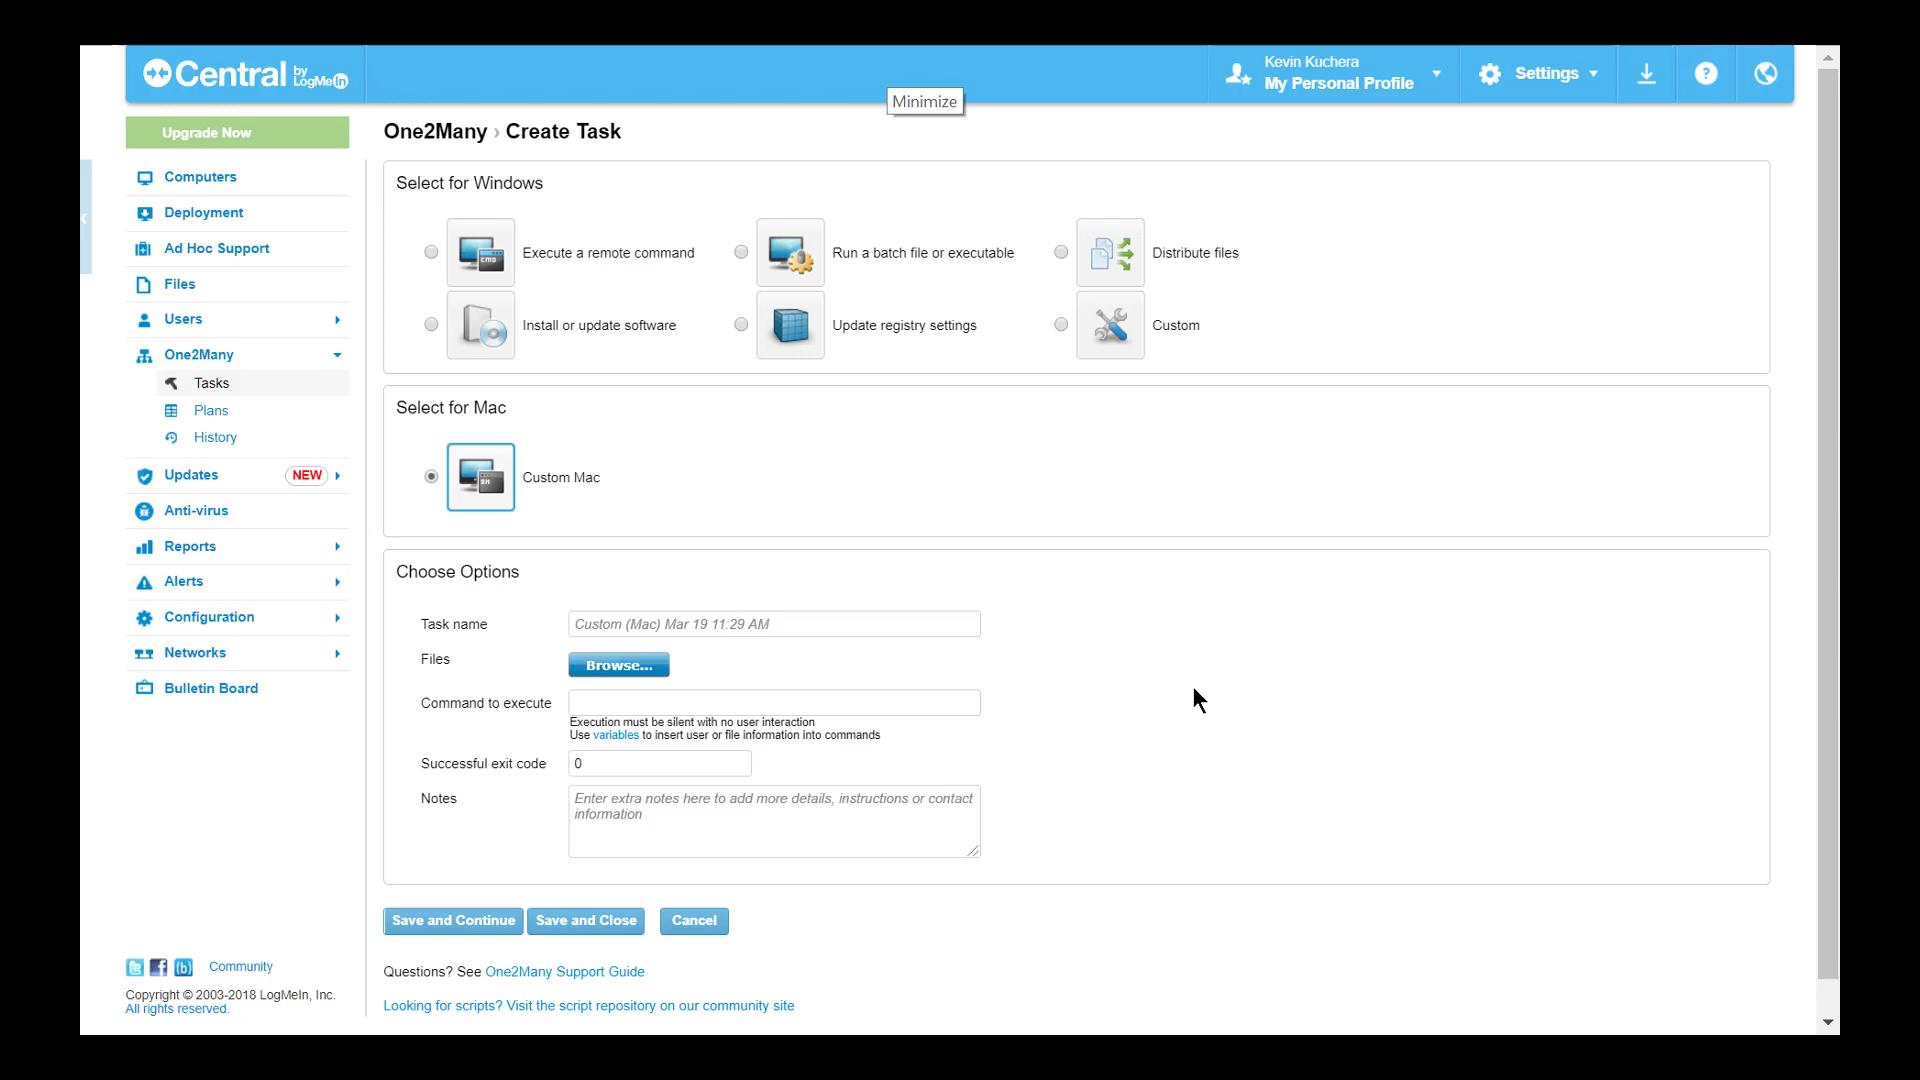 Central by LogMeIn
Kevin Kuchera
My Personal Profile
Settings
?
Minimize
Upgrade Now
One2Many › Create Task
Computers
Deployment
Ad Hoc Support
Files
Users
One2Many
Tasks
Plans
History
Updates NEW
Anti-virus
Reports
Alerts
Configuration
Networks
Bulletin Board
Select for Windows
CMD
Execute a remote command
Run a batch file or executable
Distribute files
Install or update software
Update registry settings
Custom
Select for Mac
SH
Custom Mac
Choose Options
Task name Custom (Mac) Mar 19 11:29 AM
Files Browse...
Command to execute
Execution must be silent with no user interaction
Use variables to insert user or file information into commands
Successful exit code 0
Notes Enter extra notes here to add more details, instructions or contact
information
Save and Continue Save and Close Cancel
Questions? See One2Many Support Guide
Looking for scripts? Visit the script repository on our community site
Community
Copyright © 2003-2018 LogMeIn, Inc.
All rights reserved.